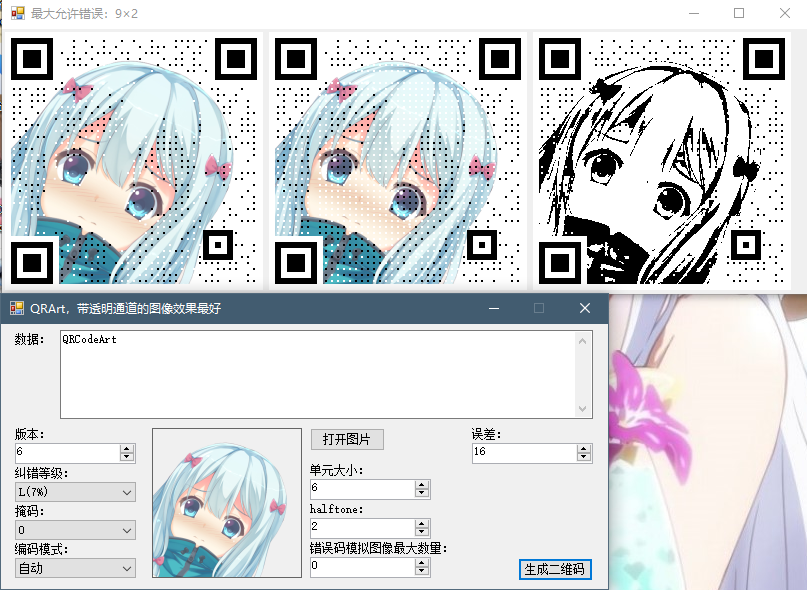 最大允许错误: 9×2
QRArt, 带透明通道的图像效果最好
数据:
QRCodeArt
版本:
6
纠错等级:
L(7%)
掩码:
0
编码模式:
自动
打开图片
单元大小:
6
halftone:
2
错误码模拟图像最大数量:
0
误差:
16
生成二维码